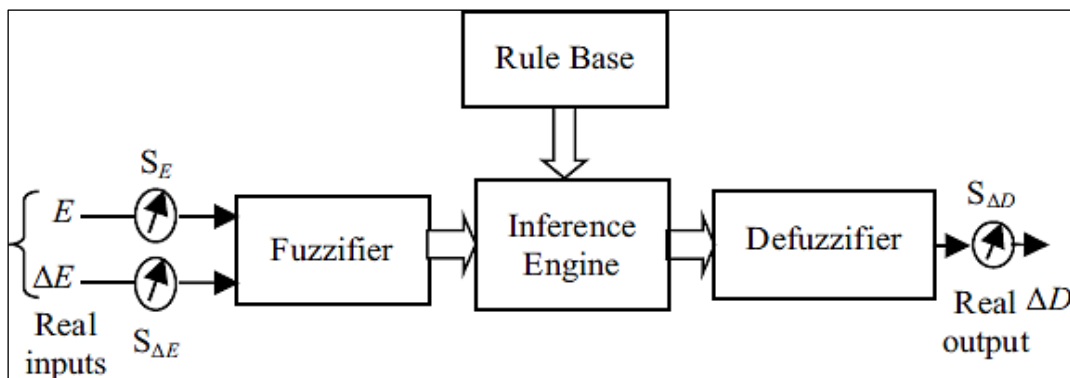 Rule Base
S_E
E
ΔE
S_ΔE
Real
inputs
Fuzzifier
Inference
Engine
Defuzzifier
S_ΔD
Real ΔD
output